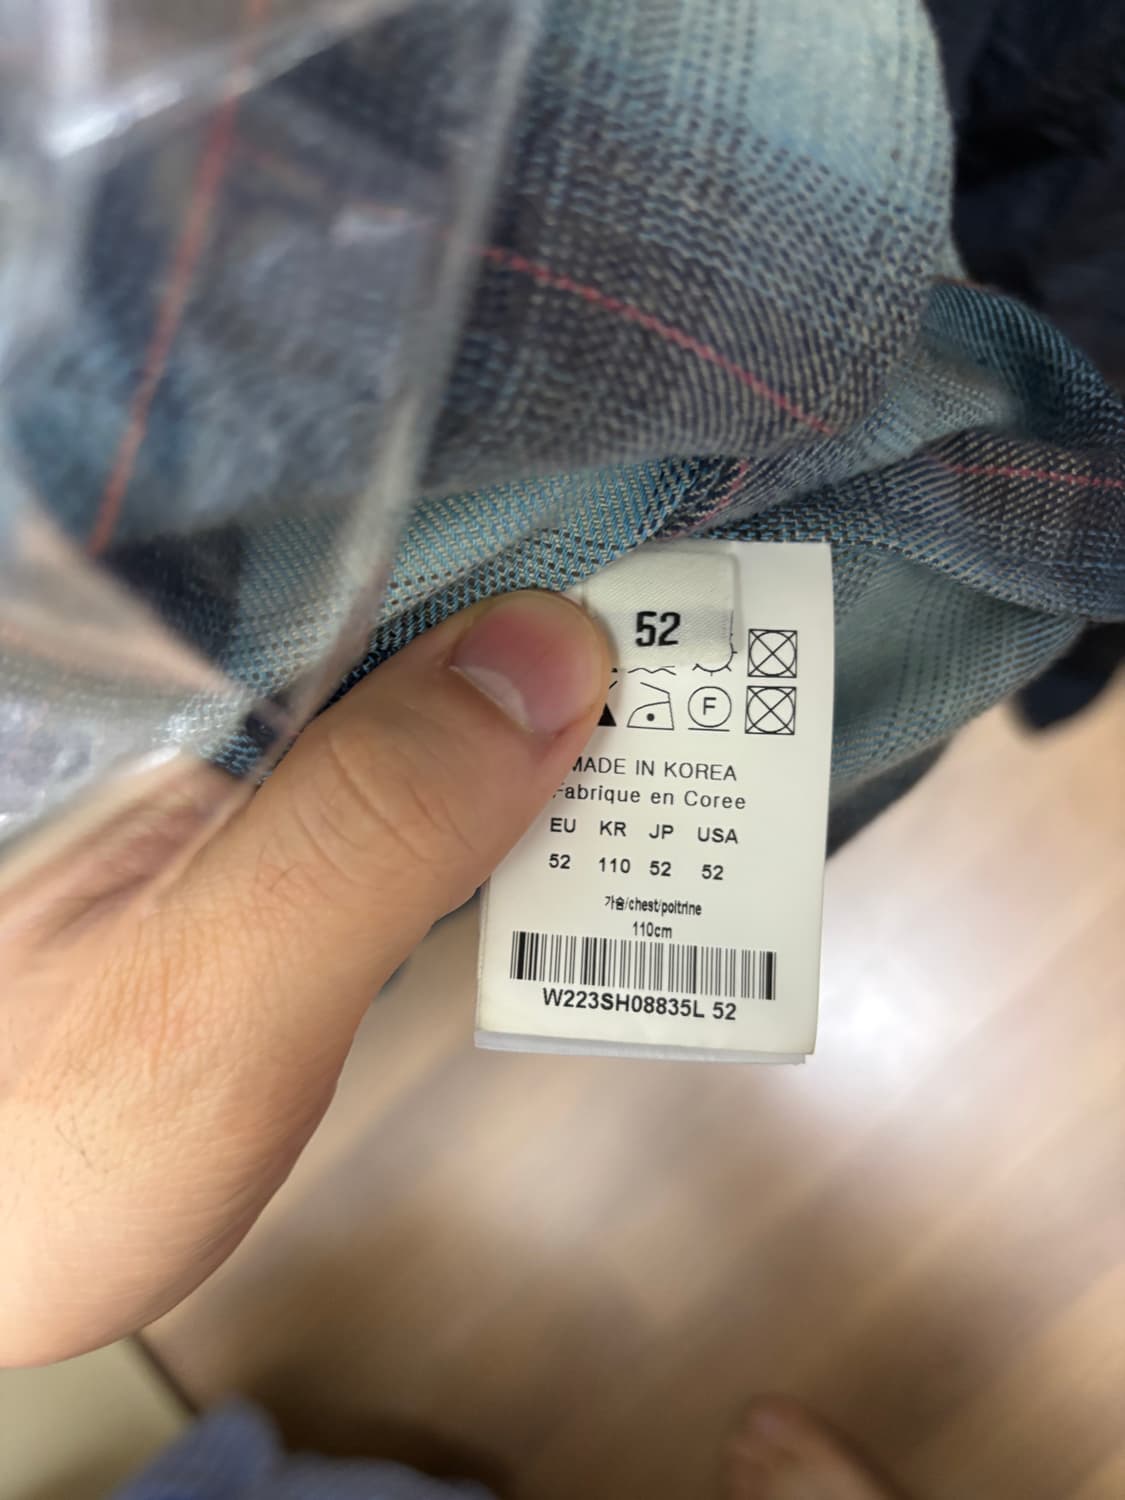 52
F
MADE IN KOREA
Fabrique en Coree
EU KR JP USA
52 110 52 52
가슴/chest/poitrine
110cm
W223SH08835L 52